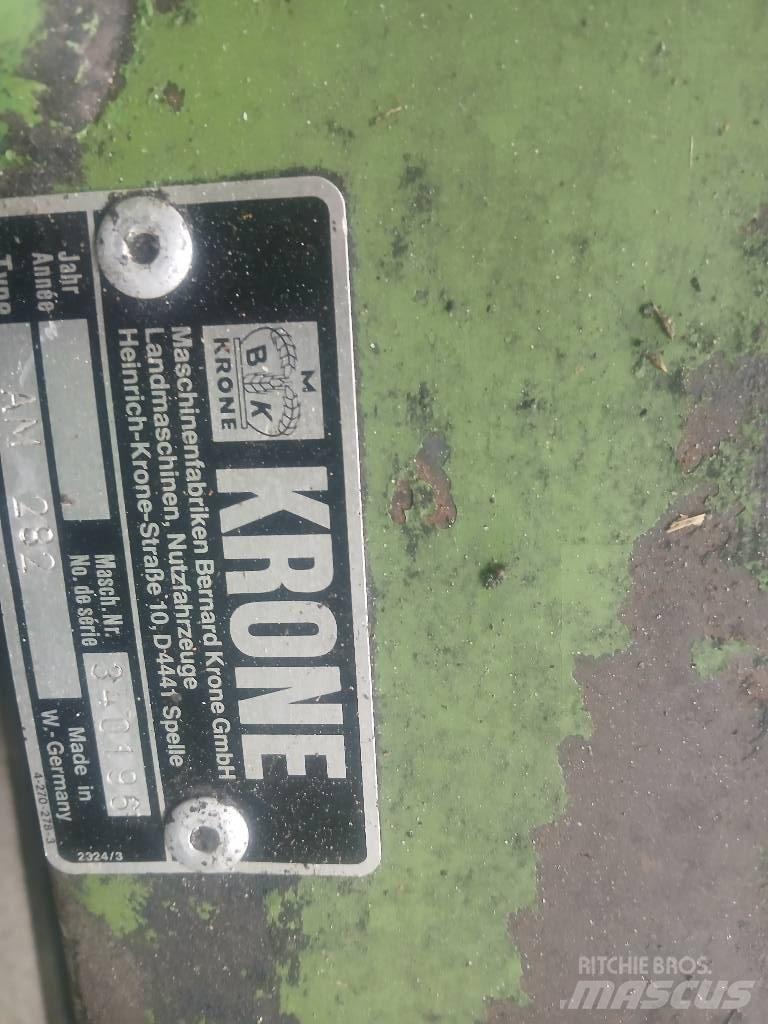 M
B K
KRONE
KRONE
Maschinenfabriken Bernard Krone GmbH
Landmaschinen, Nutzfahrzeuge
Heinrich-Krone-Straße 10, D-4441 Spelle
Jahr
Année
Masch. Nr.
No. de série
340196
Type
AM 282
Made in
W.-Germany
4-270-278-3
2324/3
RITCHIE BROS.
MASCUS